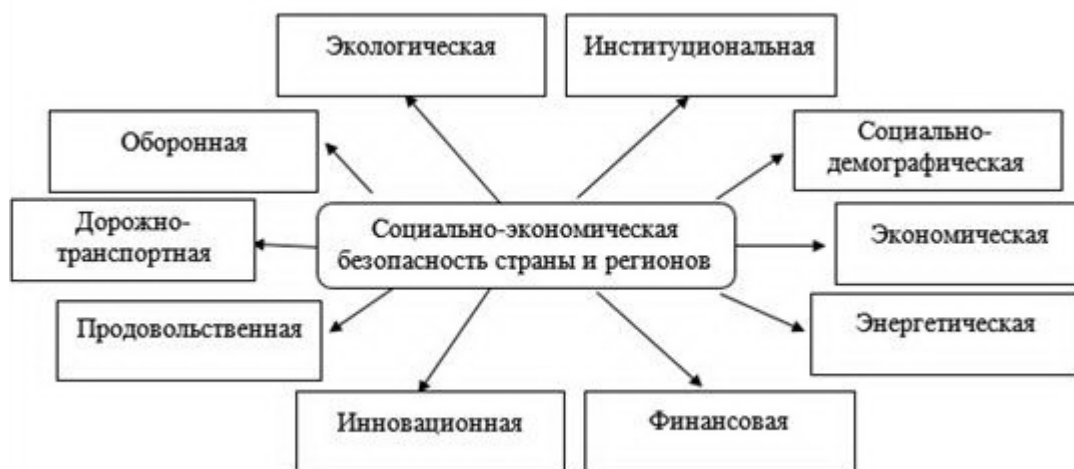 Экологическая
Институциональная
Оборонная
Социально-
демографическая
Дорожно-
транспортная
Социально-экономическая
безопасность страны и регионов
Экономическая
Продовольственная
Энергетическая
Инновационная
Финансовая